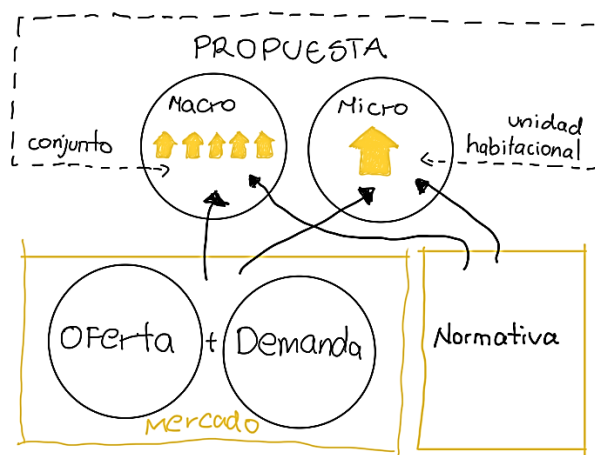 PROPUESTA
Macro
Micro
conjunto
unidad
habitacional
OFerta + Demanda
Normativa
Mercado